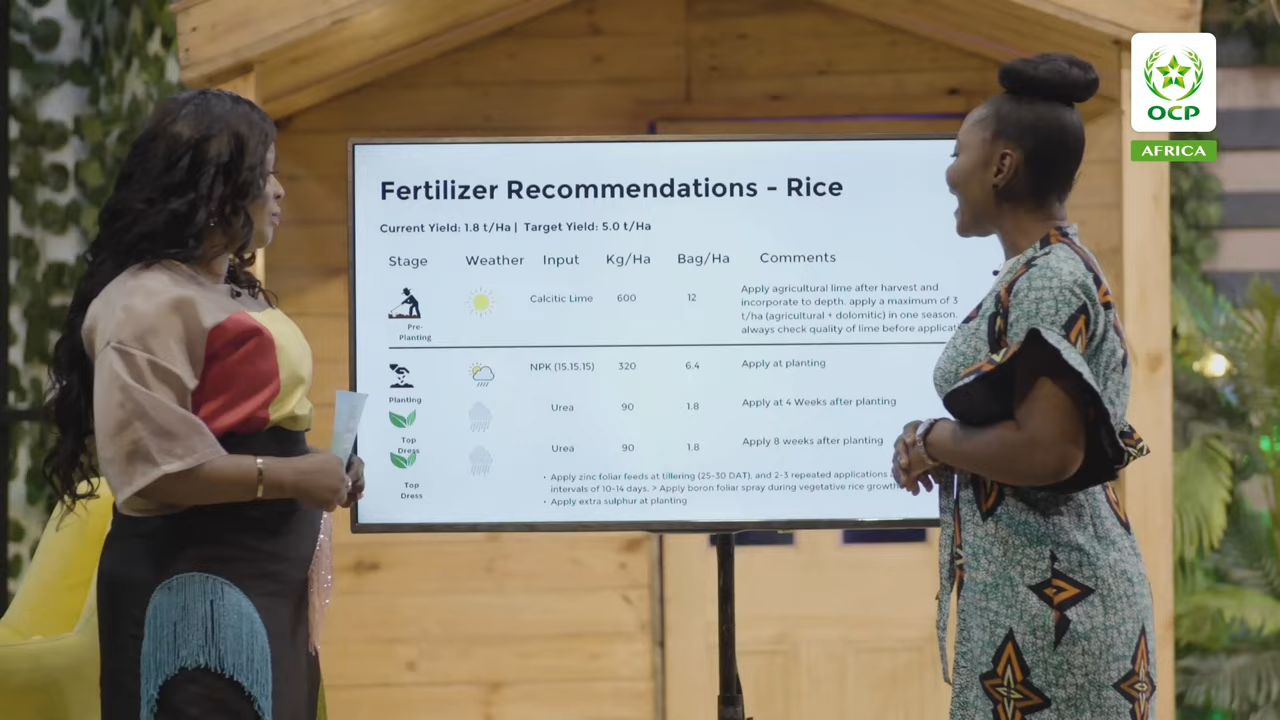 OCP
AFRICA
Fertilizer Recommendations - Rice
Current Yield: 1.8 t/Ha | Target Yield: 5.0 t/Ha
Stage Weather Input Kg/Ha Bag/Ha Comments
Pre-
Planting
Calcitic Lime 600 12
Apply agricultural lime after harvest and
incorporate to depth. apply a maximum of 3
t/ha (agricultural + dolomitic) in one season.
always check quality of lime before
Planting
NPK (15.15.15) 320 6.4 Apply at planting
Top
Dress
Urea 90 1.8 Apply at 4 Weeks after planting
Top
Dress
Urea 90 1.8 Apply 8 weeks after planting
• Apply zinc foliar feeds at tillering (25-30 DAT), and 2-3 repeated applications
intervals of 10-14 days. > Apply boron foliar spray during vegetative rice growth
• Apply extra sulphur at planting